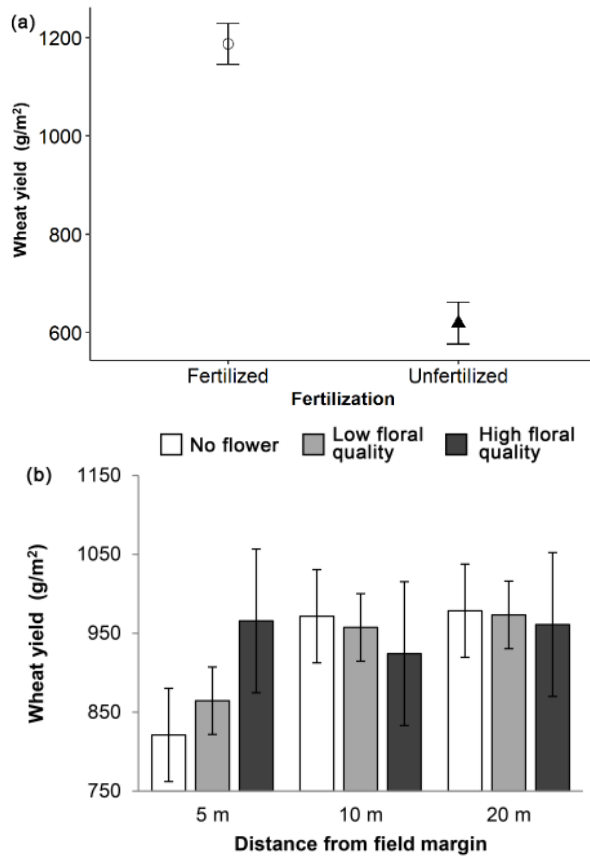 (a)
1200
1000
800
600
Wheat yield (g/m²)
Fertilized Unfertilized
Fertilization
No flower Low floral quality High floral quality
(b)
1150
1050
950
850
750
Wheat yield (g/m²)
5 m 10 m 20 m
Distance from field margin